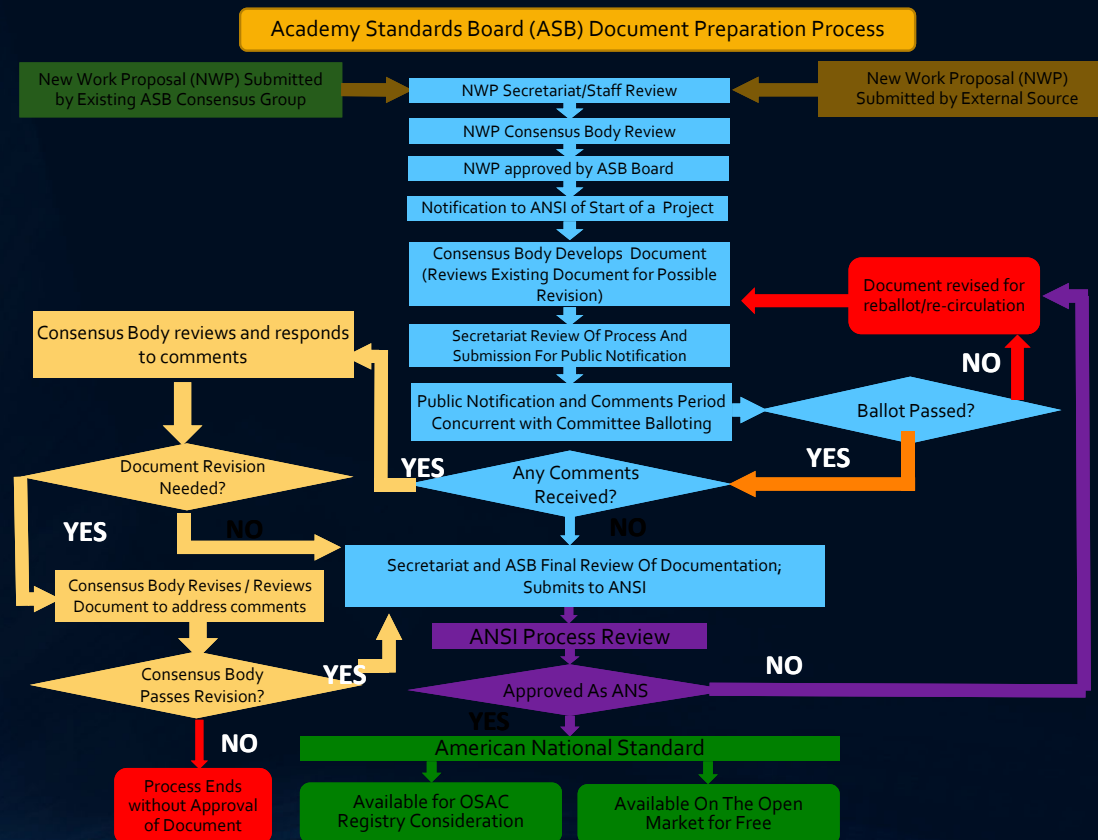 Academy Standards Board (ASB) Document Preparation Process
New Work Proposal (NWP) Submitted
by Existing ASB Consensus Group
NWP Secretariat/Staff Review
New Work Proposal (NWP)
Submitted by External Source
NWP Consensus Body Review
NWP approved by ASB Board
Notification to ANSI of Start of a Project
Consensus Body Develops Document
(Reviews Existing Document for Possible
Revision)
Document revised for
reballot/re-circulation
Consensus Body reviews and responds
to comments
Secretariat Review Of Process And
Submission For Public Notification
NO
Public Notification and Comments Period
Concurrent with Committee Balloting
Ballot Passed?
YES
Document Revision
Needed?
YES
Any Comments
Received?
YES
NO
NO
Secretariat and ASB Final Review Of Documentation;
Submits to ANSI
Consensus Body Revises / Reviews
Document to address comments
ANSI Process Review
NO
Consensus Body
Passes Revision?
YES
Approved As ANS
YES
NO
American National Standard
Process Ends
without Approval
of Document
Available for OSAC
Registry Consideration
Available On The Open
Market for Free